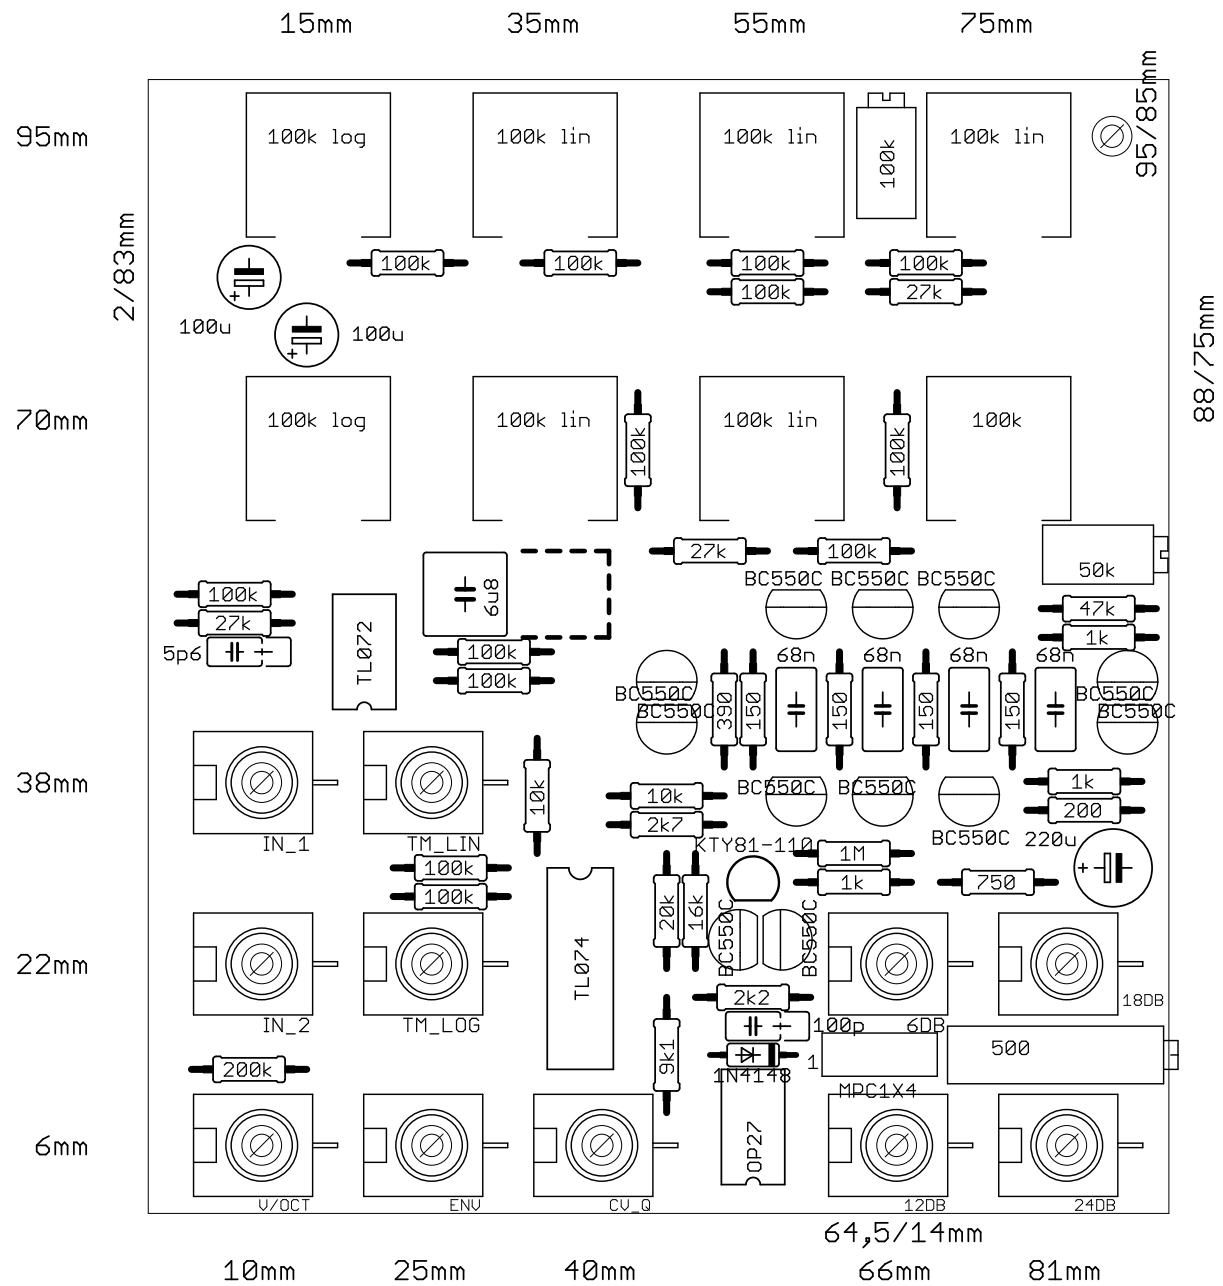 15mm 35mm 55mm 75mm
95/85mm
95mm
100k log 100k lin 100k lin 100k 100k lin
2/83mm
100k 100k 100k 100k
100k 27k
+
100u
+
100u
88/75mm
70mm
100k log 100k lin 100k lin 100k
100k 100k
27k 100k
50k
BC550C BC550C BC550C
100k
27k
5p6
TL072
6u8
47k
1k
100k
100k
68n 68n 68n 68n
BC550C
BC550C
390 150 150 150 150
BC550C
BC550C
38mm
IN_1 TM_LIN
10k
10k
2k7
BC550C BC550C BC550C
1k
200
220u
+
KTY81-110
1M
1k
750
100k
100k
20k 16k
BC550C BC550C
22mm
IN_2 TM_LOG
TL074
2k2
100p
6DB 18DB
9k1
1N4148
1
MPC1X4
500
200k
6mm
OP27
V/OCT ENV CV_Q 12DB 24DB
64,5/14mm
10mm 25mm 40mm 66mm 81mm